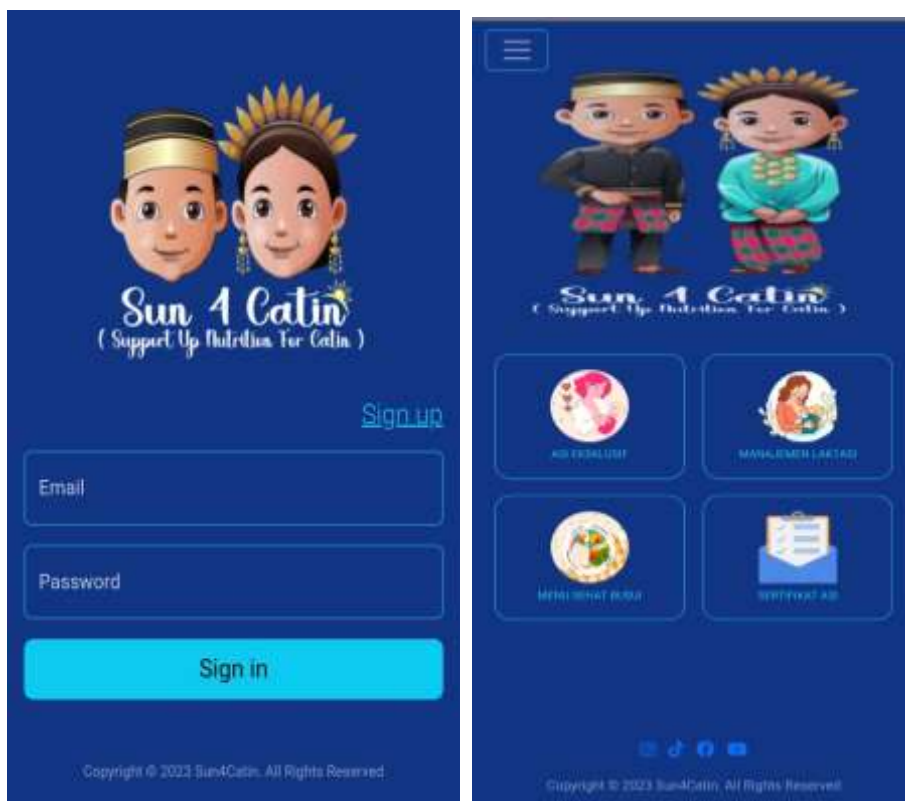 Sun 4 Catin
( Support Up Nutrition For Catin )
Sign up
Email
Password
Sign in
Copyright © 2023 Sun4Catin. All Rights Reserved
Sun 4 Catin
( Support Up Nutrition For Catin )
ASI EKSKLUSIF
MANAJEMEN LAKTASI
MENU SEHAT BUSUI
SERTIFIKAT ASI
Copyright © 2023 Sun4Catin. All Rights Reserved